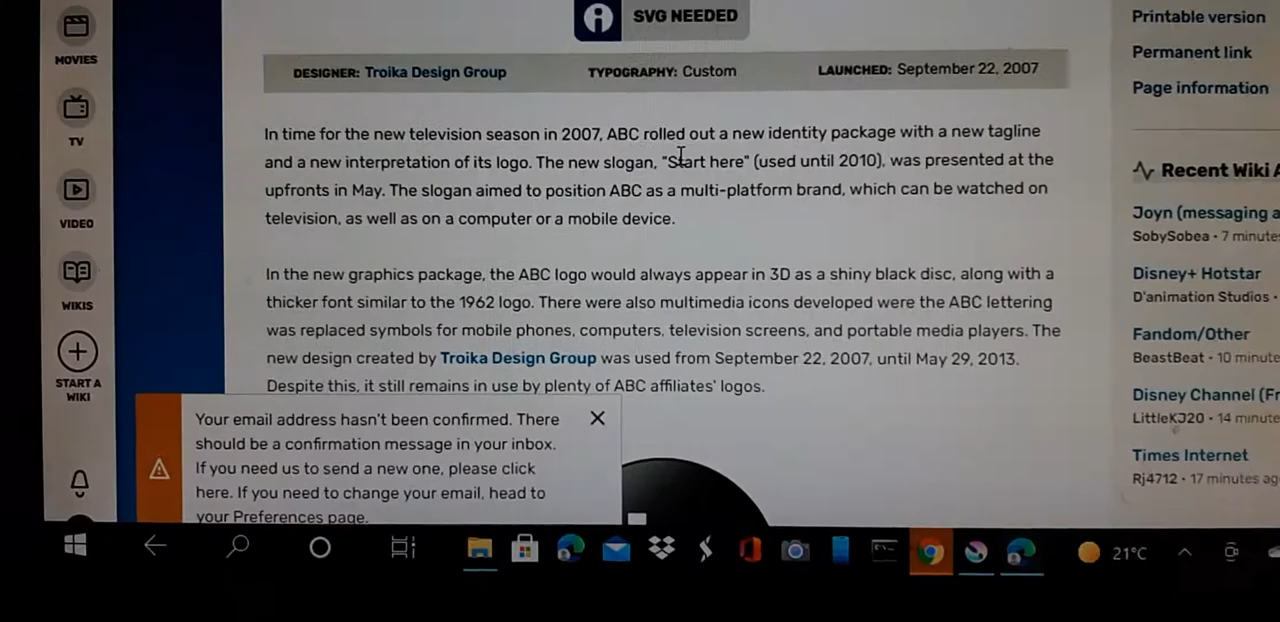 SVG NEEDED
Printable version
Permanent link
Page information
MOVIES
TV
VIDEO
WIKIS
START A
WIKI
DESIGNER: Troika Design Group TYPOGRAPHY: Custom LAUNCHED: September 22, 2007
In time for the new television season in 2007, ABC rolled out a new identity package with a new tagline
and a new interpretation of its logo. The new slogan, "Start here" (used until 2010), was presented at the
upfronts in May. The slogan aimed to position ABC as a multi-platform brand, which can be watched on
television, as well as on a computer or a mobile device.
In the new graphics package, the ABC logo would always appear in 3D as a shiny black disc, along with a
thicker font similar to the 1962 logo. There were also multimedia icons developed were the ABC lettering
was replaced symbols for mobile phones, computers, television screens, and portable media players. The
new design created by Troika Design Group was used from September 22, 2007, until May 29, 2013.
Despite this, it still remains in use by plenty of ABC affiliates' logos.
Recent Wiki A
Joyn (messaging a
SobySobea • 7 minute
Disney+ Hotstar
D'animation Studios •
Fandom/Other
BeastBeat • 10 minute
Disney Channel (Fr
LittleKJ20 • 14 minute
Times Internet
Rj4712 • 17 minutes ag
Your email address hasn't been confirmed. There
should be a confirmation message in your inbox.
If you need us to send a new one, please click
here. If you need to change your email, head to
your Preferences page.
21°C